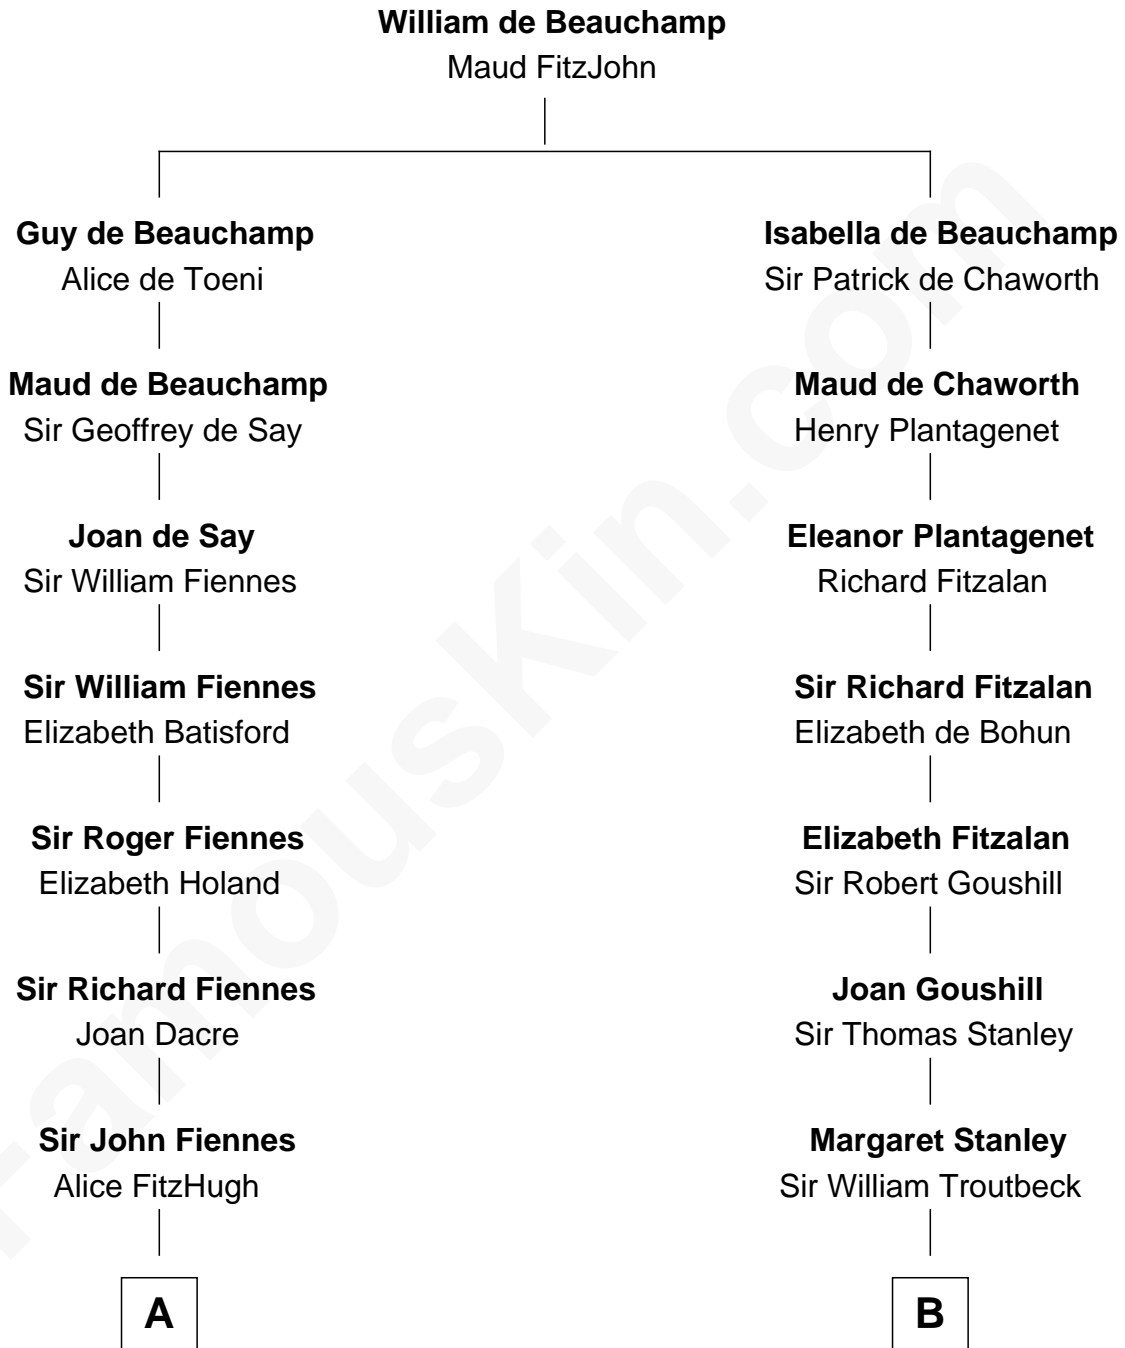 William de Beauchamp
Maud FitzJohn
Guy de Beauchamp
Alice de Toeni
Maud de Beauchamp
Sir Geoffrey de Say
Joan de Say
Sir William Fiennes
Sir William Fiennes
Elizabeth Batisford
Sir Roger Fiennes
Elizabeth Holand
Sir Richard Fiennes
Joan Dacre
Sir John Fiennes
Alice FitzHugh
A
Isabella de Beauchamp
Sir Patrick de Chaworth
Maud de Chaworth
Henry Plantagenet
Eleanor Plantagenet
Richard Fitzalan
Sir Richard Fitzalan
Elizabeth de Bohun
Elizabeth Fitzalan
Sir Robert Goushill
Joan Goushill
Sir Thomas Stanley
Margaret Stanley
Sir William Troutbeck
B
FamousKin.com